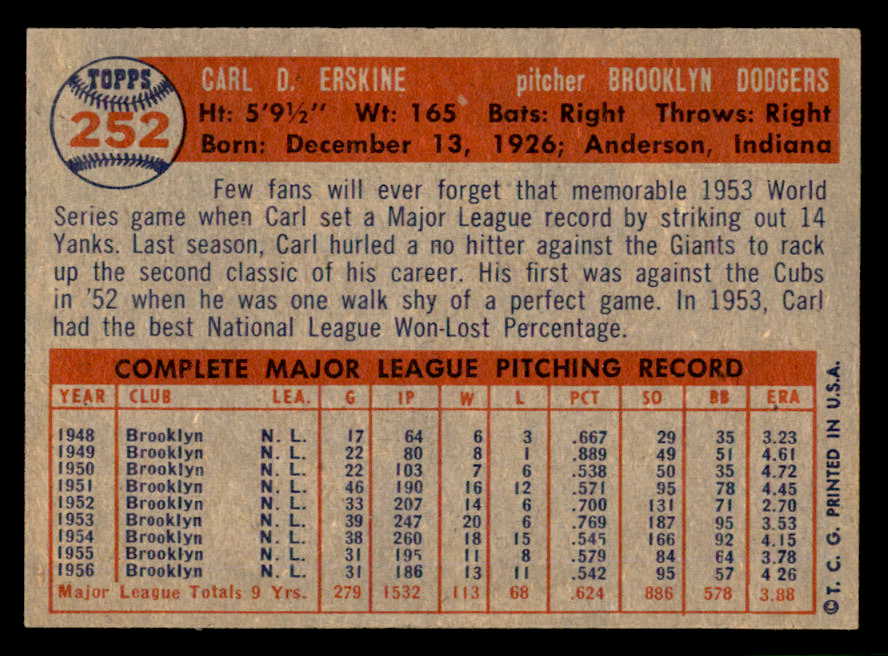 TOPPS
252
CARL D. ERSKINE pitcher BROOKLYN DODGERS
Ht: 5'9½" Wt: 165 Bats: Right Throws: Right
Born: December 13, 1926; Anderson, Indiana
Few fans will ever forget that memorable 1953 World
Series game when Carl set a Major League record by striking out 14
Yanks. Last season, Carl hurled a no hitter against the Giants to rack
up the second classic of his career. His first was against the Cubs
in '52 when he was one walk shy of a perfect game. In 1953, Carl
had the best National League Won-Lost Percentage.
COMPLETE MAJOR LEAGUE PITCHING RECORD
YEAR CLUB LEA. G IP W L PCT SO BB ERA
1948 Brooklyn N. L. 17 64 6 3 .667 29 35 3.23
1949 Brooklyn N. L. 22 80 8 1 .889 49 51 4.61
1950 Brooklyn N. L. 22 103 7 6 .538 50 35 4.72
1951 Brooklyn N. L. 46 190 16 12 .571 95 78 4.45
1952 Brooklyn N. L. 33 207 14 6 .700 131 71 2.70
1953 Brooklyn N. L. 39 247 20 6 .769 187 95 3.53
1954 Brooklyn N. L. 38 260 18 15 .545 166 92 4.15
1955 Brooklyn N. L. 31 195 11 8 .579 84 64 3.78
1956 Brooklyn N. L. 31 186 13 11 .542 95 57 4 26
Major League Totals 9 Yrs. 279 1532 113 68 .624 886 578 3.88
©T. C. G. PRINTED IN U.S.A.